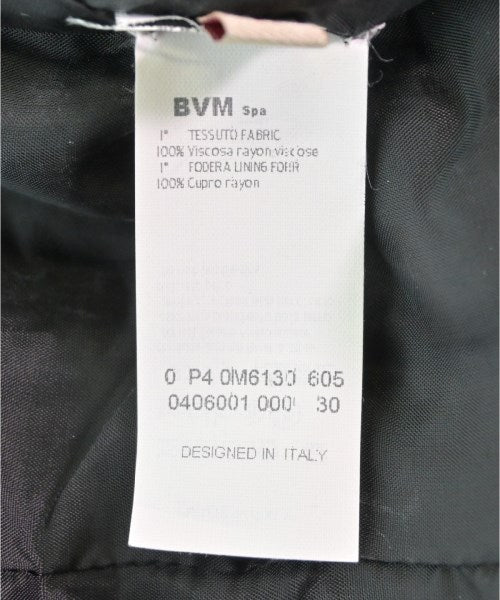 BVM Spa
1° TESSUTO FABRIC
100% Viscosa rayon viscose
1° FODERA LINING FORR
100% Cupro rayon
0 P4 0M6130 605
0406001 000 30
DESIGNED IN ITALY